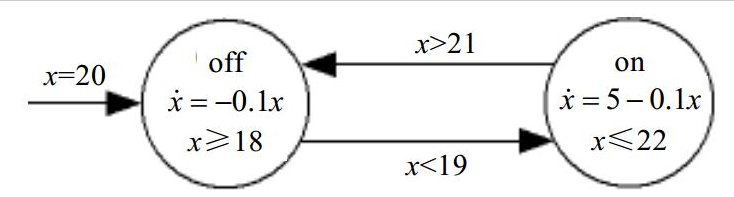 x=20
off
ẋ = −0.1x
x⩾18
x>21
x<19
on
ẋ = 5 − 0.1x
x⩽22